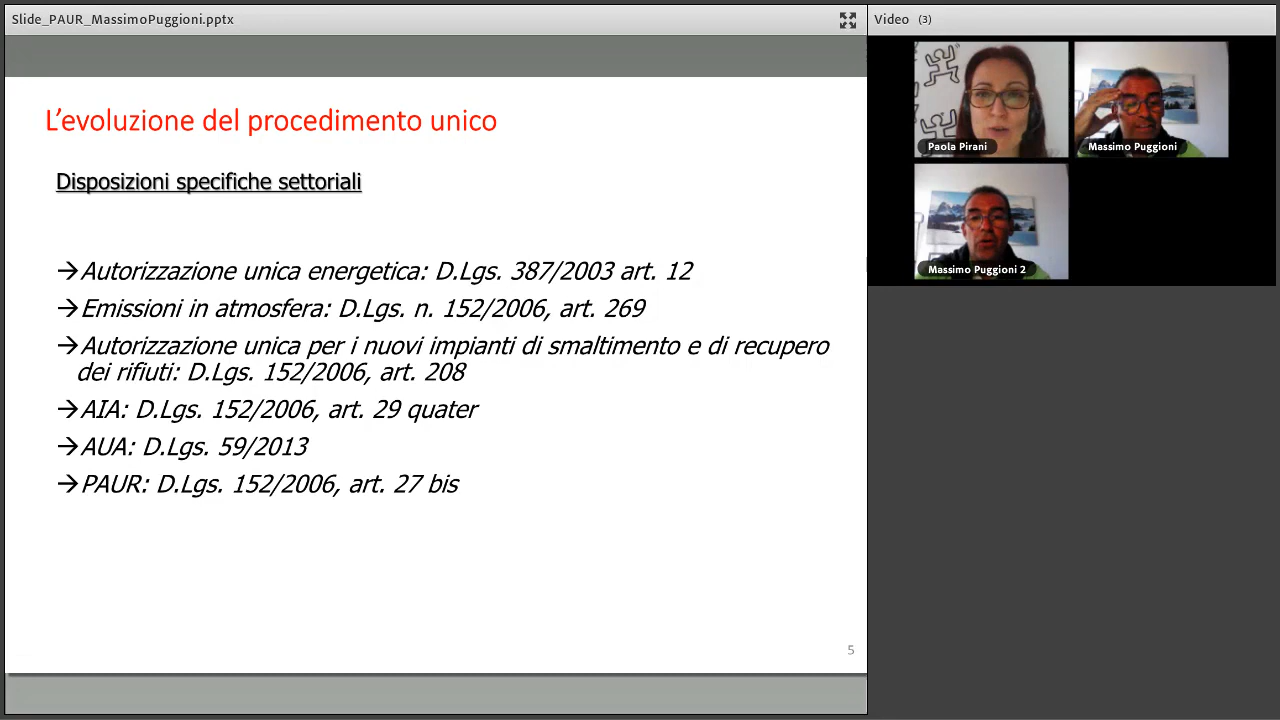 Slide_PAUR_MassimoPuggioni.pptx
Video (3)
L'evoluzione del procedimento unico
Disposizioni specifiche settoriali
→Autorizzazione unica energetica: D.Lgs. 387/2003 art. 12
→Emissioni in atmosfera: D.Lgs. n. 152/2006, art. 269
→Autorizzazione unica per i nuovi impianti di smaltimento e di recupero
dei rifiuti: D.Lgs. 152/2006, art. 208
→AIA: D.Lgs. 152/2006, art. 29 quater
→AUA: D.Lgs. 59/2013
→PAUR: D.Lgs. 152/2006, art. 27 bis
5
Paola Pirani
Massimo Puggioni
Massimo Puggioni 2